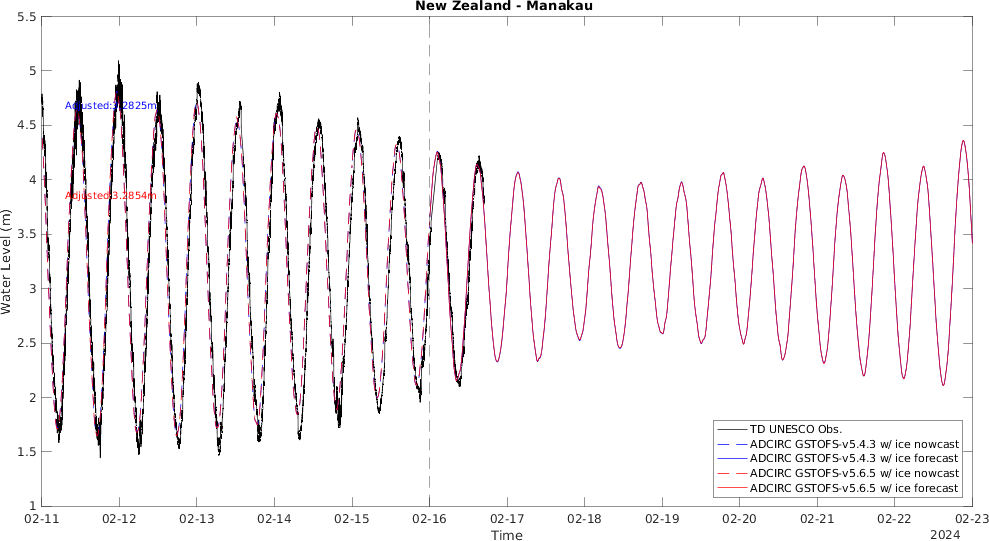 New Zealand - Manakau
5.5
5
4.5
4
3.5
3
2.5
2
1.5
1
Water Level (m)
Adjusted:3.2825m
Adjusted:3.2854m
TD UNESCO Obs.
ADCIRC GSTOFS-v5.4.3 w/ ice nowcast
ADCIRC GSTOFS-v5.4.3 w/ ice forecast
ADCIRC GSTOFS-v5.6.5 w/ ice nowcast
ADCIRC GSTOFS-v5.6.5 w/ ice forecast
02-11 02-12 02-13 02-14 02-15 02-16 02-17 02-18 02-19 02-20 02-21 02-22 02-23
Time
2024